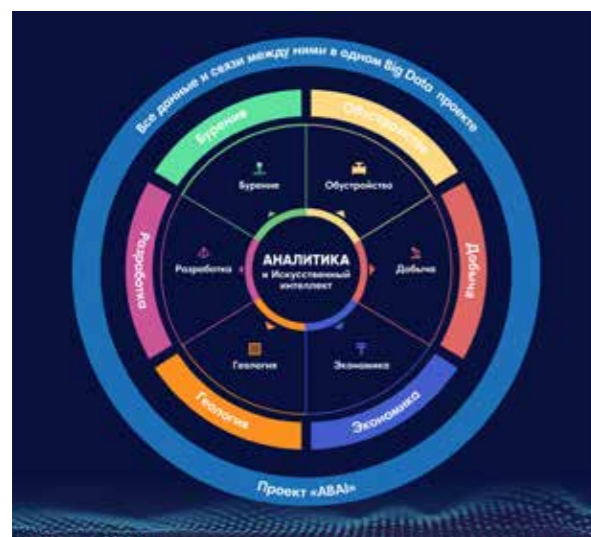 Все данные и связи между ними в одном Big Data проекте
Бурение
Обустройство
Бурение
Обустройство
Разработка
Разработка
АНАЛИТИКА
и Искусственный
интеллект
Добыча
Добыча
Геология
Экономика
Геология
Экономика
Проект «ABAI»